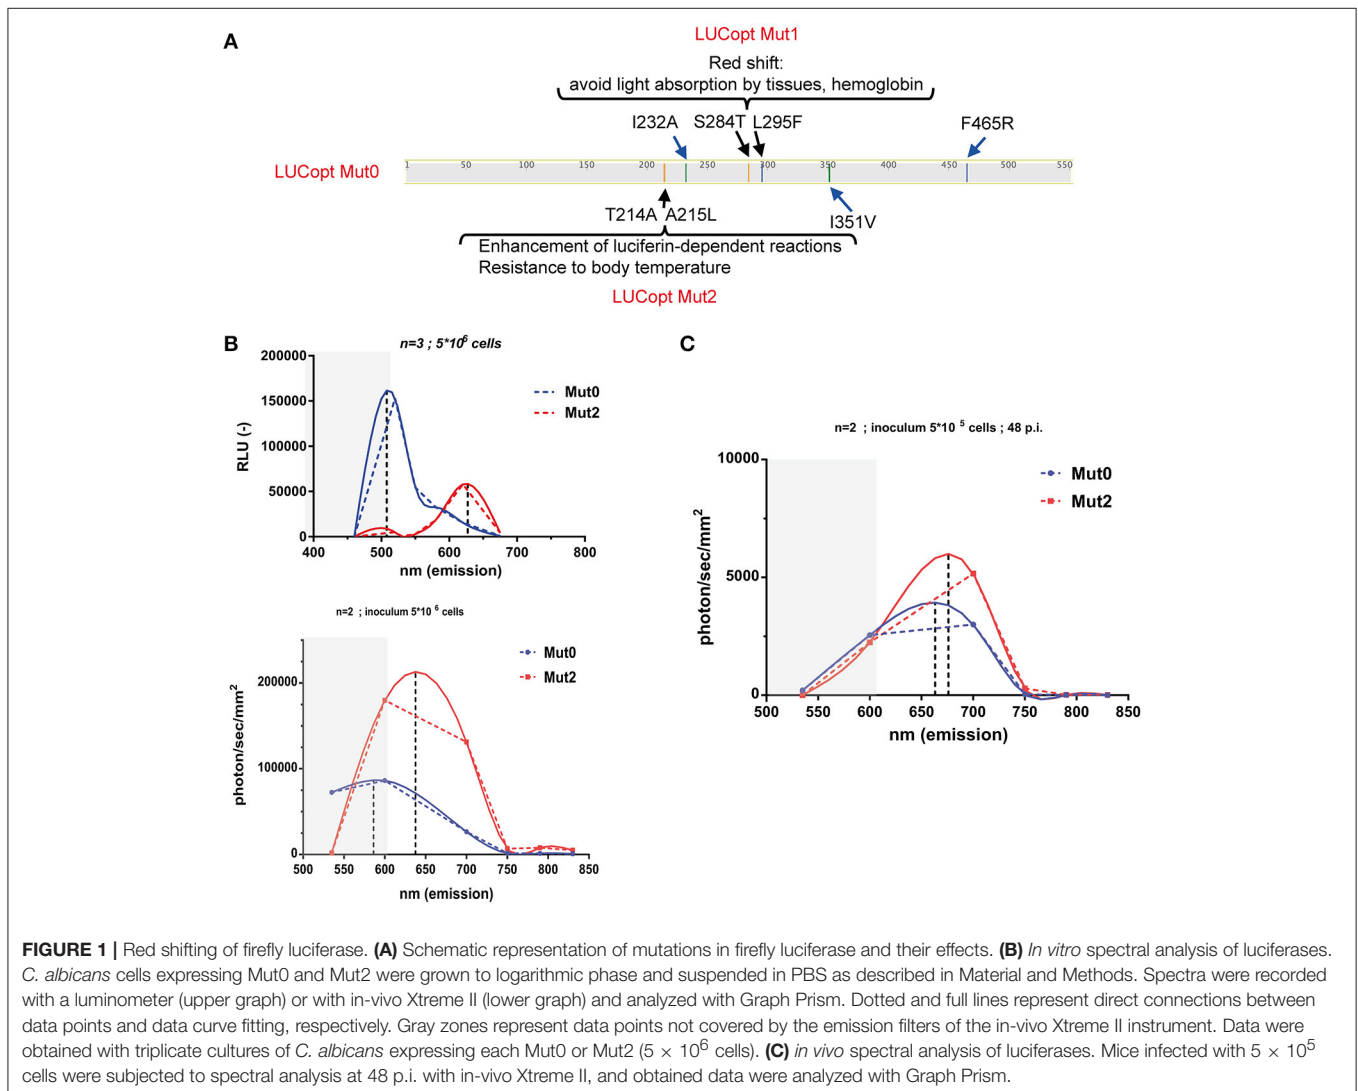 A
LUCopt Mut1
Red shift:
avoid light absorption by tissues, hemoglobin
I232A S284T L295F F465R
LUCopt Mut0
1 50 100 150 200 250 300 350 400 450 500 550
T214A A215L I351V
Enhancement of luciferin-dependent reactions
Resistance to body temperature
LUCopt Mut2
B
n=3 ; 5*10⁶ cells
200000
150000
100000
50000
0
RLU (-)
Mut0
Mut2
400 500 600 700 800
nm (emission)
n=2 ; inoculum 5*10 ⁶ cells
200000
100000
0
photon/sec/mm²
Mut0
Mut2
500 550 600 650 700 750 800 850
nm (emission)
C
n=2 ; inoculum 5*10 ⁵ cells ; 48 p.i.
10000
5000
0
photon/sec/mm²
Mut0
Mut2
500 550 600 650 700 750 800 850
nm (emission)
FIGURE 1 | Red shifting of firefly luciferase. (A) Schematic representation of mutations in firefly luciferase and their effects. (B) In vitro spectral analysis of luciferases.
C. albicans cells expressing Mut0 and Mut2 were grown to logarithmic phase and suspended in PBS as described in Material and Methods. Spectra were recorded
with a luminometer (upper graph) or with in-vivo Xtreme II (lower graph) and analyzed with Graph Prism. Dotted and full lines represent direct connections between
data points and data curve fitting, respectively. Gray zones represent data points not covered by the emission filters of the in-vivo Xtreme II instrument. Data were
obtained with triplicate cultures of C. albicans expressing each Mut0 or Mut2 (5 × 10⁶ cells). (C) in vivo spectral analysis of luciferases. Mice infected with 5 × 10⁵
cells were subjected to spectral analysis at 48 p.i. with in-vivo Xtreme II, and obtained data were analyzed with Graph Prism.